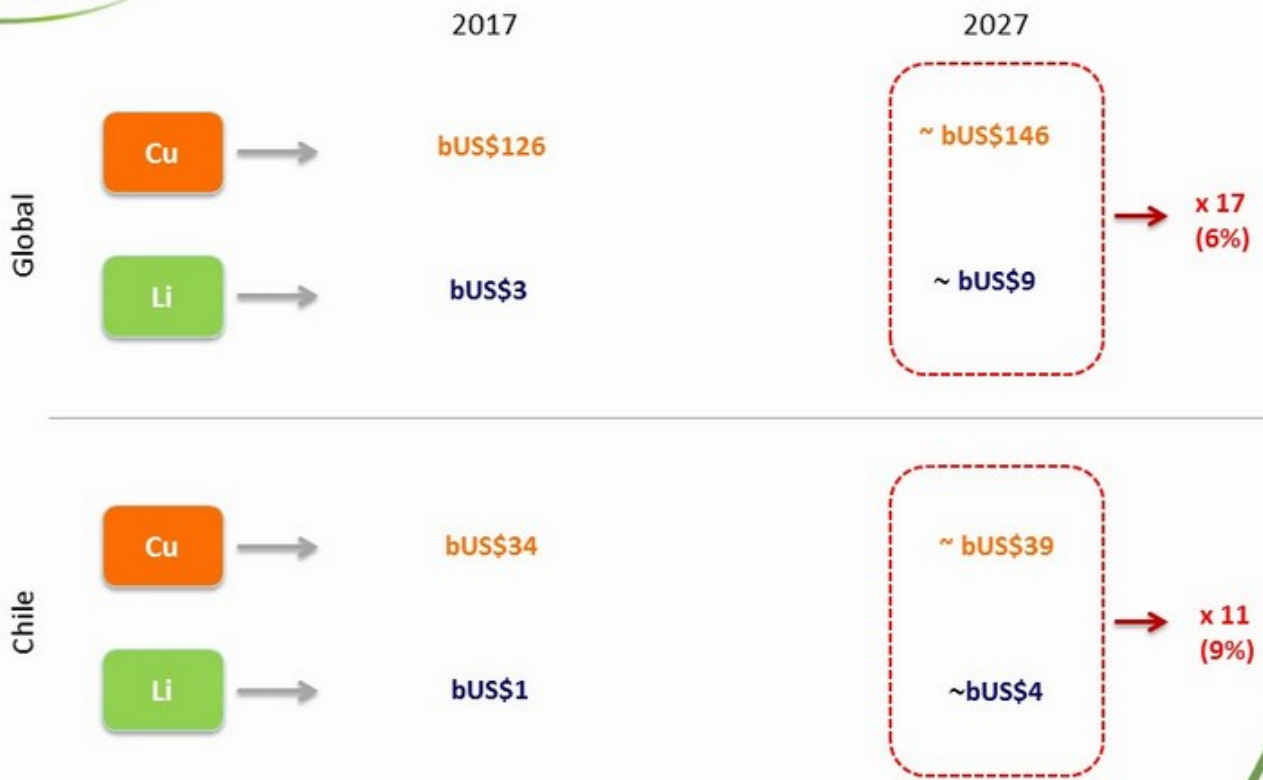 2017 2027
Global
Cu bUS$126 ~ bUS$146
x 17
(6%)
Li bUS$3 ~ bUS$9
Chile
Cu bUS$34 ~ bUS$39
x 11
(9%)
Li bUS$1 ~bUS$4